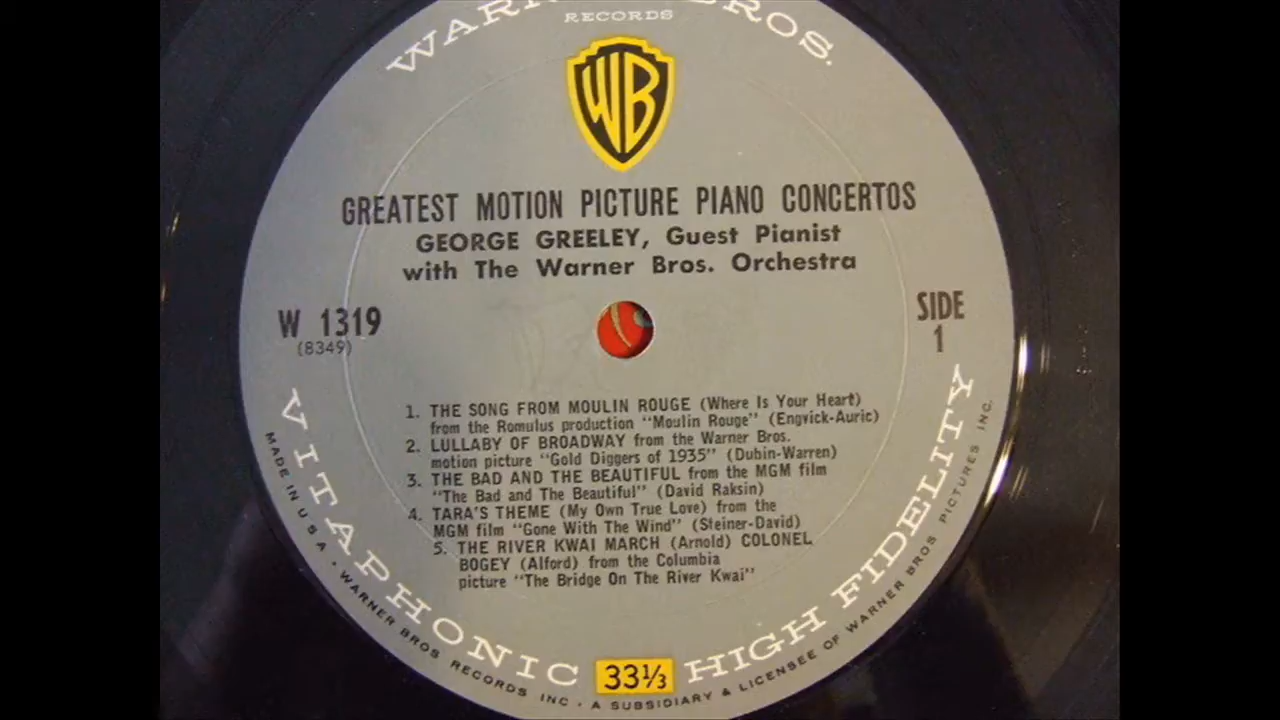 WARNER BROS.
RECORDS
WB
GREATEST MOTION PICTURE PIANO CONCERTOS
GEORGE GREELEY, Guest Pianist
with The Warner Bros. Orchestra
W 1319
(8349)
SIDE
1
1. THE SONG FROM MOULIN ROUGE (Where Is Your Heart)
from the Romulus production "Moulin Rouge" (Engvick-Auric)
2. LULLABY OF BROADWAY from the Warner Bros.
motion picture "Gold Diggers of 1935" (Dubin-Warren)
3. THE BAD AND THE BEAUTIFUL from the MGM film
"The Bad and The Beautiful" (David Raksin)
4. TARA'S THEME (My Own True Love) from the
MGM film "Gone With The Wind" (Steiner-David)
5. THE RIVER KWAI MARCH (Arnold) COLONEL
BOGEY (Alford) from the Columbia
picture "The Bridge On The River Kwai"
VITAPHONIC HIGH FIDELITY
33⅓
MADE IN U S A • WARNER BROS RECORDS INC • A SUBSIDIARY & LICENSEE OF WARNER BROS PICTURES INC.